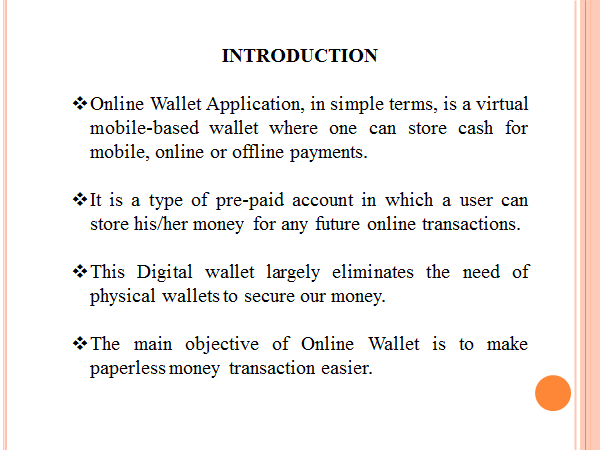 INTRODUCTION
❖Online Wallet Application, in simple terms, is a virtual
mobile-based wallet where one can store cash for
mobile, online or offline payments.
❖It is a type of pre-paid account in which a user can
store his/her money for any future online transactions.
❖This Digital wallet largely eliminates the need of
physical wallets to secure our money.
❖The main objective of Online Wallet is to make
paperless money transaction easier.